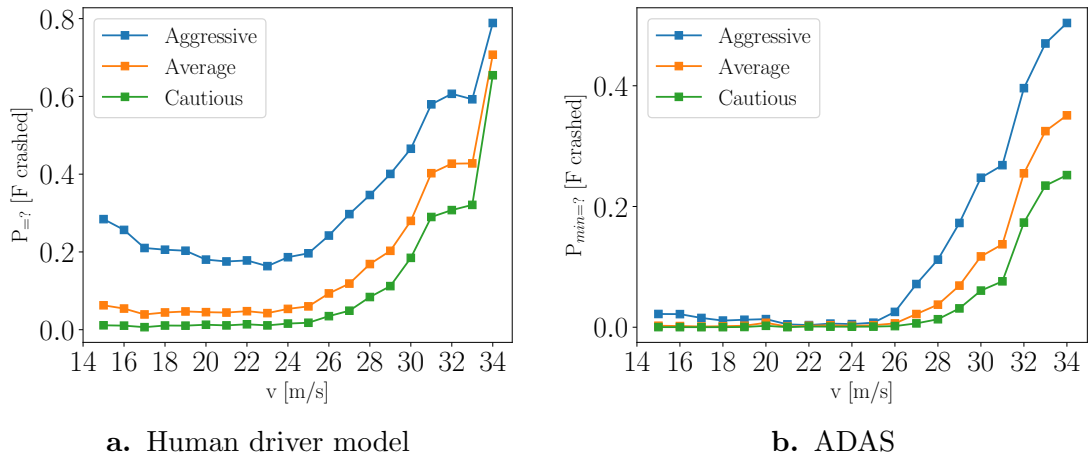 0.8
0.6
0.4
0.2
0.0
P=? [F crashed]
Aggressive
Average
Cautious
14 16 18 20 22 24 26 28 30 32 34
v [m/s]
a. Human driver model
0.4
0.2
0.0
Pmin=? [F crashed]
Aggressive
Average
Cautious
14 16 18 20 22 24 26 28 30 32 34
v [m/s]
b. ADAS